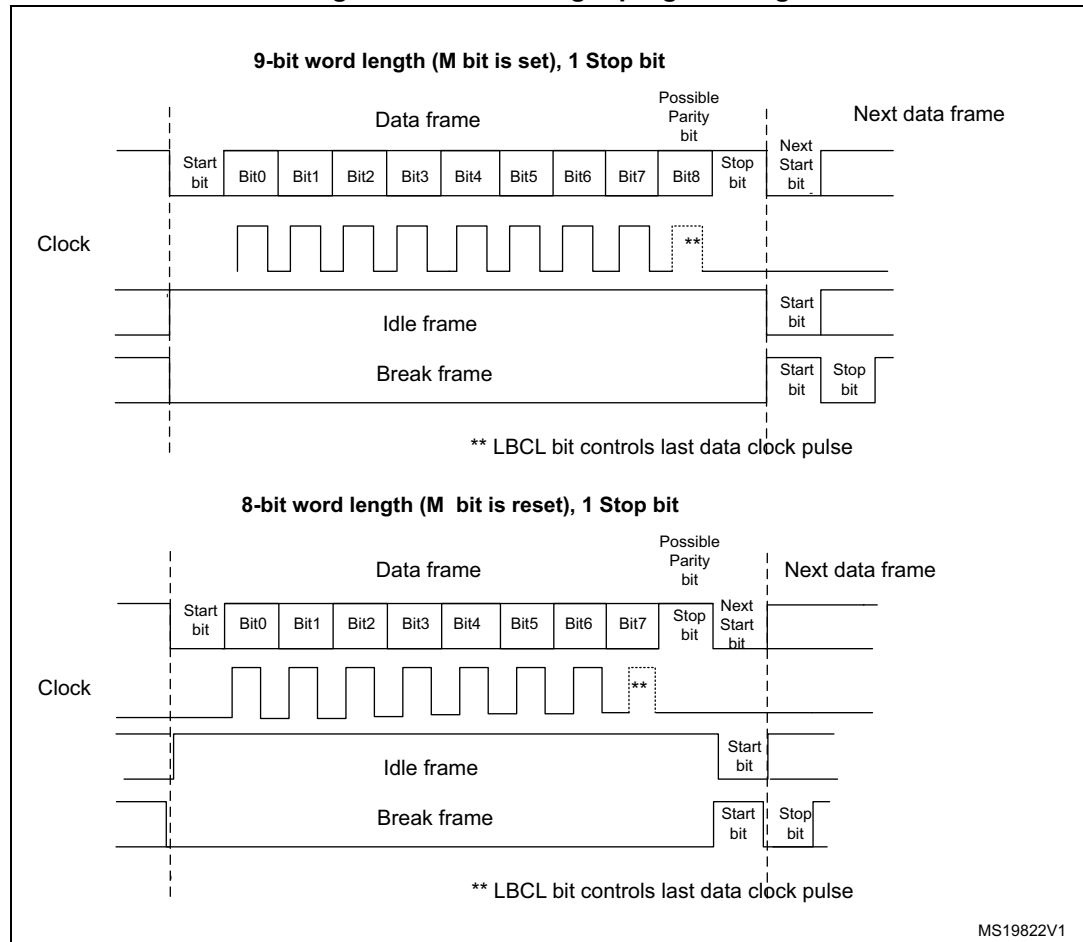 9-bit word length (M bit is set), 1 Stop bit
Possible
Parity
bit
Data frame
Next data frame
Start
bit
Bit0
Bit1
Bit2
Bit3
Bit4
Bit5
Bit6
Bit7
Bit8
Stop
bit
Next
Start
bit
Clock
**
Idle frame
Start
bit
Break frame
Start
bit
Stop
bit
** LBCL bit controls last data clock pulse
8-bit word length (M bit is reset), 1 Stop bit
Possible
Parity
bit
Data frame
Next data frame
Start
bit
Bit0
Bit1
Bit2
Bit3
Bit4
Bit5
Bit6
Bit7
Stop
bit
Next
Start
bit
Clock
**
Idle frame
Start
bit
Break frame
Start
bit
Stop
bit
** LBCL bit controls last data clock pulse
MS19822V1